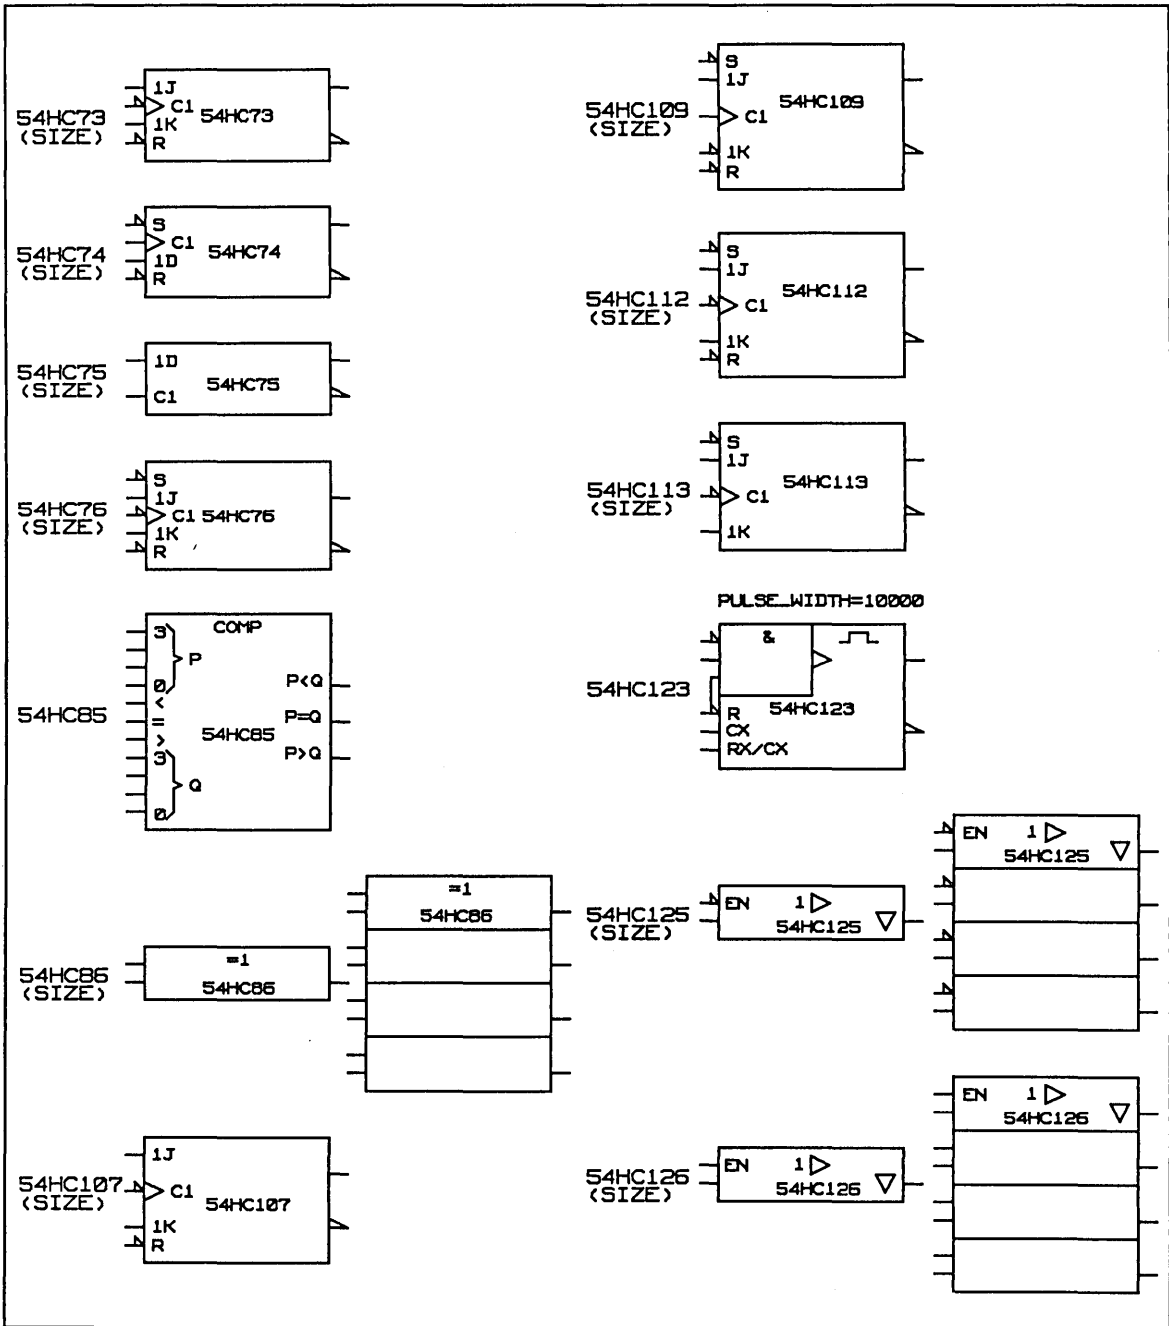 54HC73
(SIZE)
1J
C1
1K
R
54HC73
54HC74
(SIZE)
S
C1
1D
R
54HC74
54HC75
(SIZE)
1D
C1
54HC75
54HC76
(SIZE)
S
1J
C1
1K
R
54HC76
54HC85
COMP
3
P
0
<
=
>
3
Q
0
54HC85
P<Q
P=Q
P>Q
54HC86
(SIZE)
=1
54HC86
=1
54HC86
54HC107
(SIZE)
1J
C1
1K
R
54HC107
54HC109
(SIZE)
S
1J
C1
1K
R
54HC109
54HC112
(SIZE)
S
1J
C1
1K
R
54HC112
54HC113
(SIZE)
S
1J
C1
1K
54HC113
PULSE_WIDTH=10000
54HC123
&
R
CX
RX/CX
54HC123
54HC125
(SIZE)
EN 1
54HC125
EN 1
54HC125
54HC126
(SIZE)
EN 1
54HC126
EN 1
54HC126